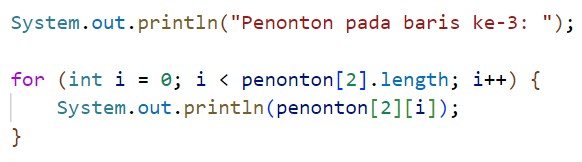 System.out.println("Penonton pada baris ke-3: ");
for (int i = 0; i < penonton[2].length; i++) {
    System.out.println(penonton[2][i]);
}